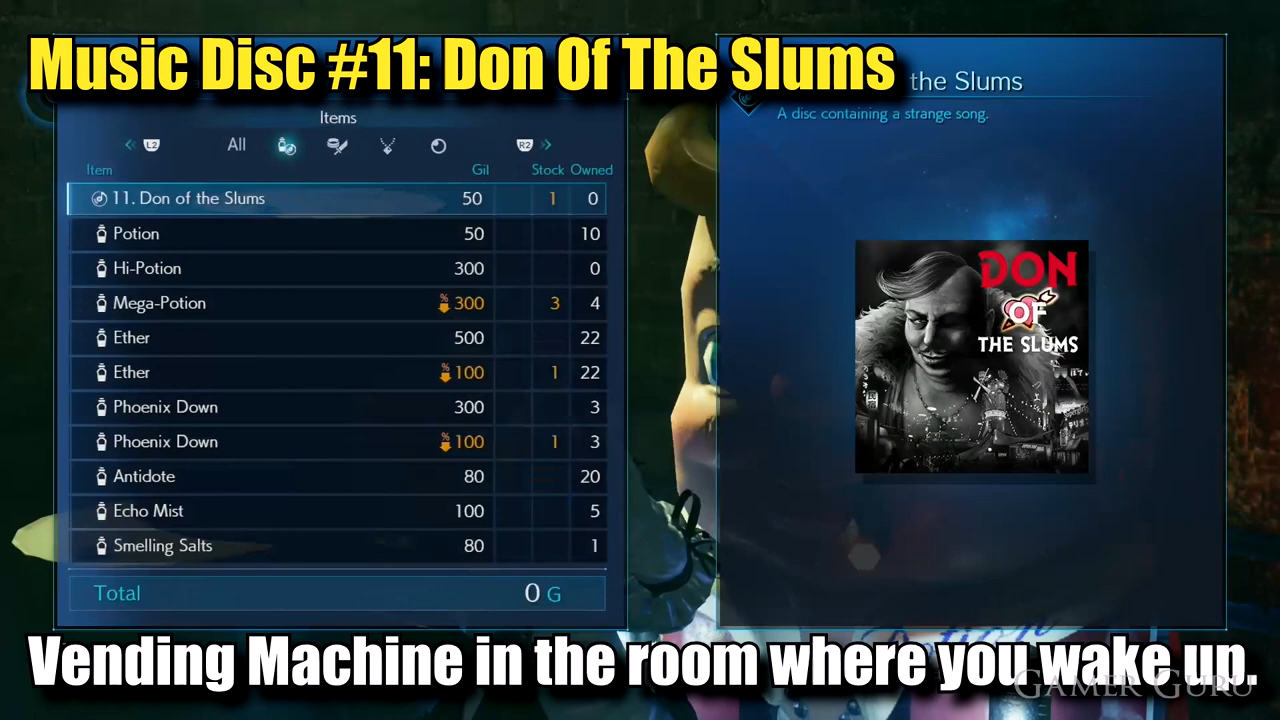 Music Disc #11: Don Of The Slums
the Slums
A disc containing a strange song.
Items
L2 All R2
Item Gil Stock Owned
11. Don of the Slums 50 1 0
Potion 50 10
Hi-Potion 300 0
Mega-Potion % 300 3 4
Ether 500 22
Ether % 100 1 22
Phoenix Down 300 3
Phoenix Down % 100 1 3
Antidote 80 20
Echo Mist 100 5
Smelling Salts 80 1
Total 0 G
DON
OF
THE SLUMS
Vending Machine in the room where you wake up.
GAMER GURU